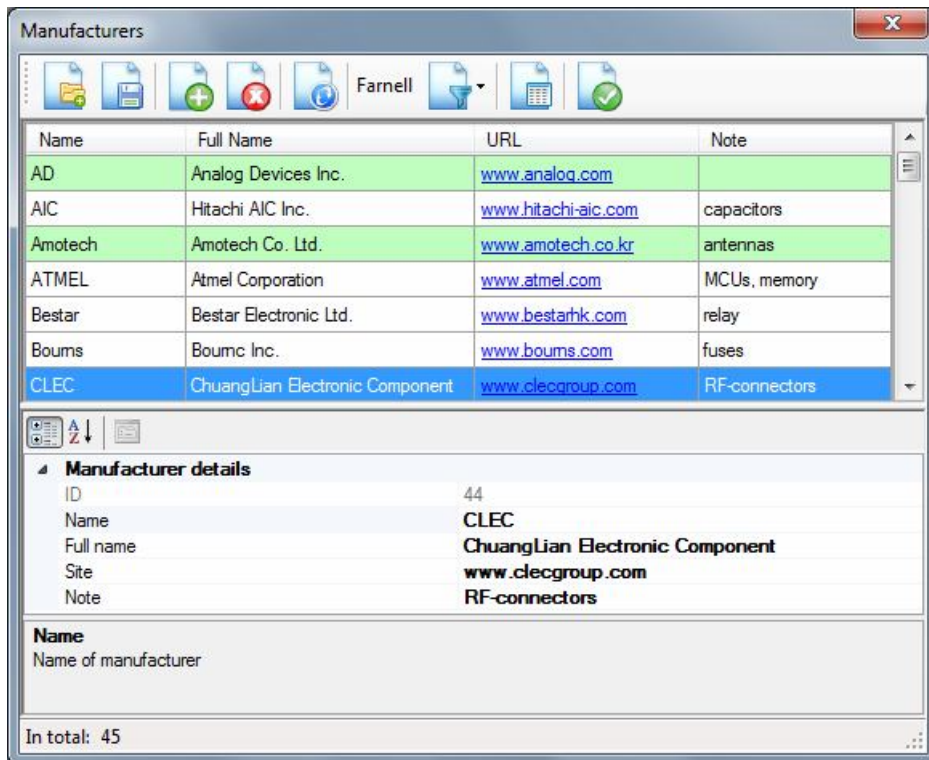 Manufacturers
Farnell
Name Full Name URL Note
AD Analog Devices Inc. www.analog.com
AIC Hitachi AIC Inc. www.hitachi-aic.com capacitors
Amotech Amotech Co. Ltd. www.amotech.co.kr antennas
ATMEL Atmel Corporation www.atmel.com MCUs, memory
Bestar Bestar Electronic Ltd. www.bestarhk.com relay
Bourns Bournc Inc. www.bourns.com fuses
CLEC ChuangLian Electronic Component www.clecgroup.com RF-connectors
A
Z
Manufacturer details
ID 44
Name CLEC
Full name ChuangLian Electronic Component
Site www.clecgroup.com
Note RF-connectors
Name
Name of manufacturer
In total: 45